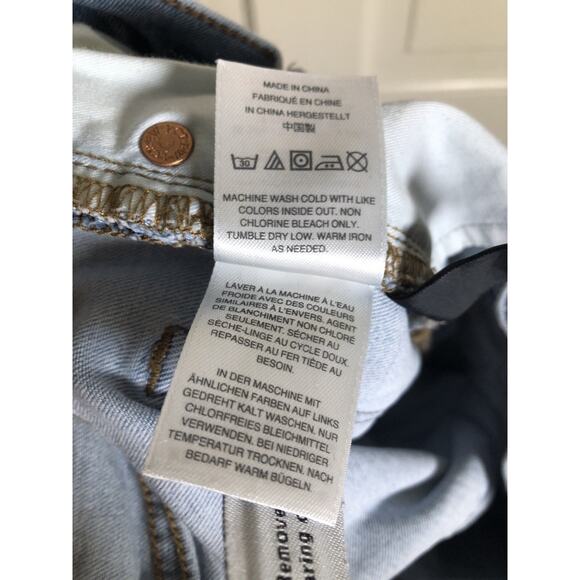 MADE IN CHINA
FABRIQUÉ EN CHINE
IN CHINA HERGESTELLT
中国製
30
MACHINE WASH COLD WITH LIKE
COLORS INSIDE OUT. NON
CHLORINE BLEACH ONLY.
TUMBLE DRY LOW. WARM IRON
AS NEEDED.
LAVER À LA MACHINE À L'EAU
FROIDE AVEC DES COULEURS
SIMILAIRES À L'ENVERS. AGENT
DE BLANCHIMENT NON CHLORÉ
SEULEMENT. SÉCHER AU
SÈCHE-LINGE AU CYCLE DOUX.
REPASSER AU FER TIÈDE AU
BESOIN.
IN DER MASCHINE MIT
ÄHNLICHEN FARBEN AUF LINKS
GEDREHT KALT WASCHEN. NUR
CHLORFREIES BLEICHMITTEL
VERWENDEN. BEI NIEDRIGER
TEMPERATUR TROCKNEN. NACH
BEDARF WARM BÜGELN.
Remove